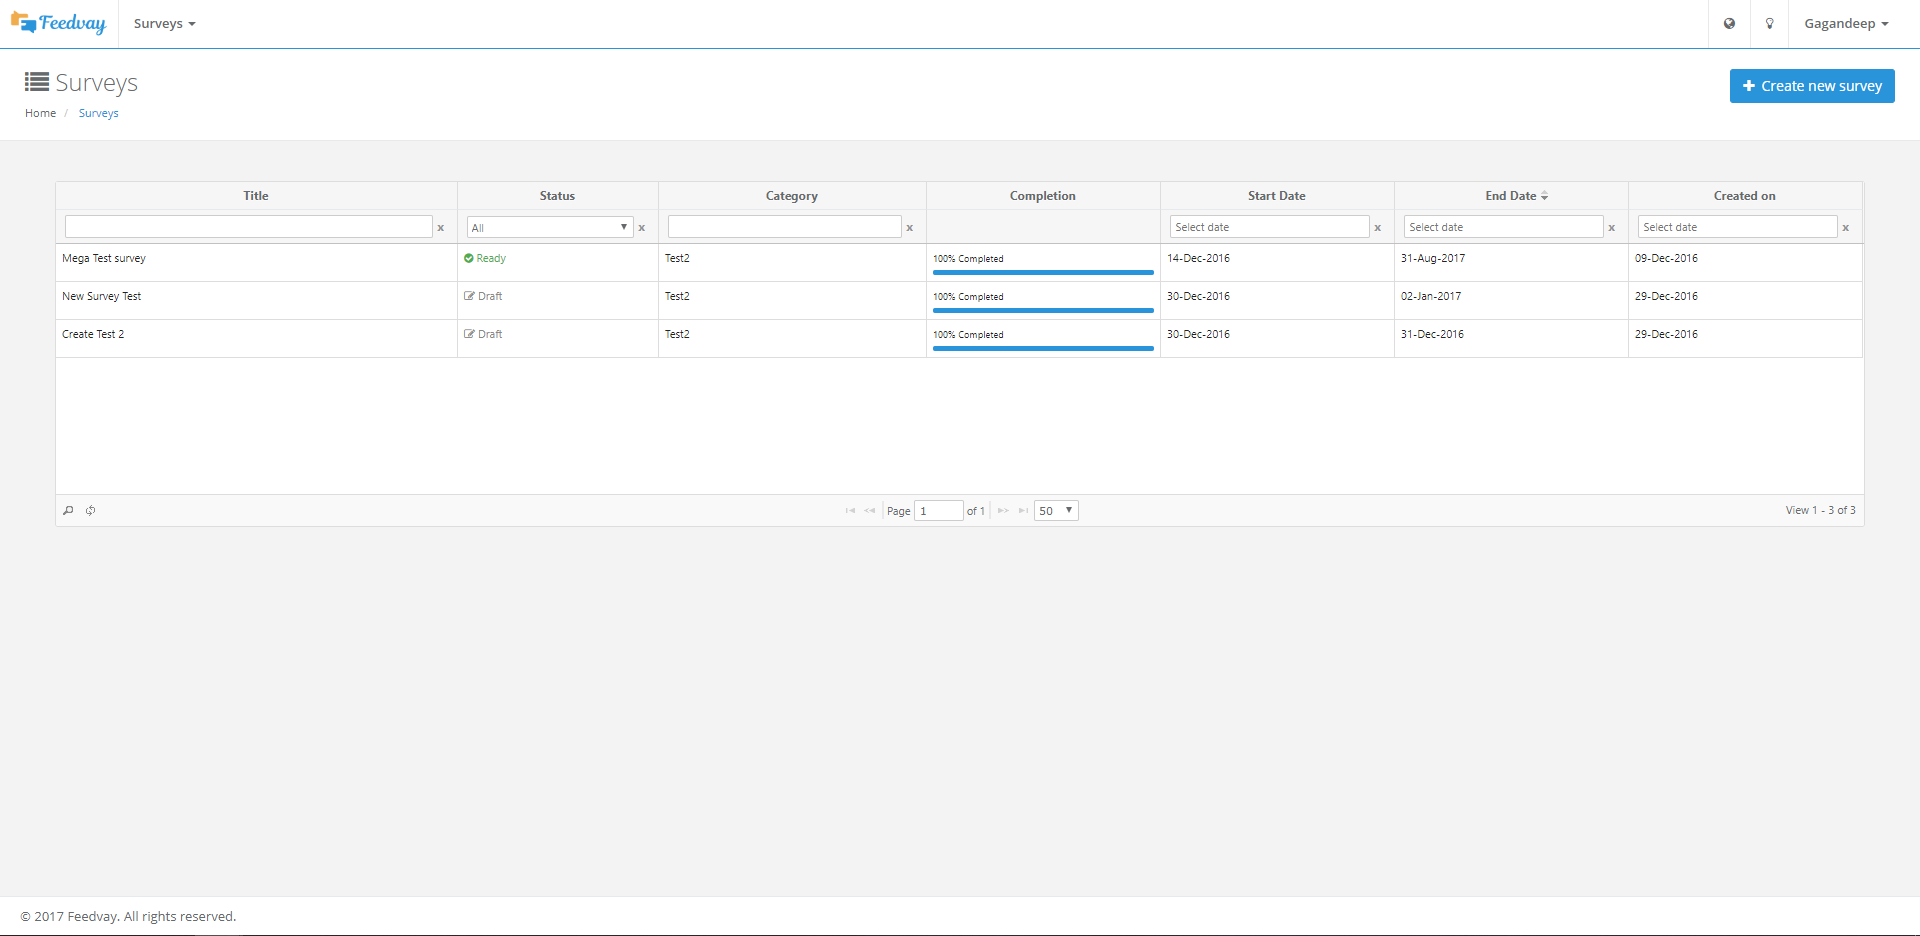 Feedvay Surveys Gagandeep
Surveys
+ Create new survey
Home / Surveys
Title Status Category Completion Start Date End Date Created on
x All x x Select date x Select date x Select date x
Mega Test survey Ready Test2 100% Completed 14-Dec-2016 31-Aug-2017 09-Dec-2016
New Survey Test Draft Test2 100% Completed 30-Dec-2016 02-Jan-2017 29-Dec-2016
Create Test 2 Draft Test2 100% Completed 30-Dec-2016 31-Dec-2016 29-Dec-2016
Page 1 of 1 50 View 1 - 3 of 3
© 2017 Feedvay. All rights reserved.